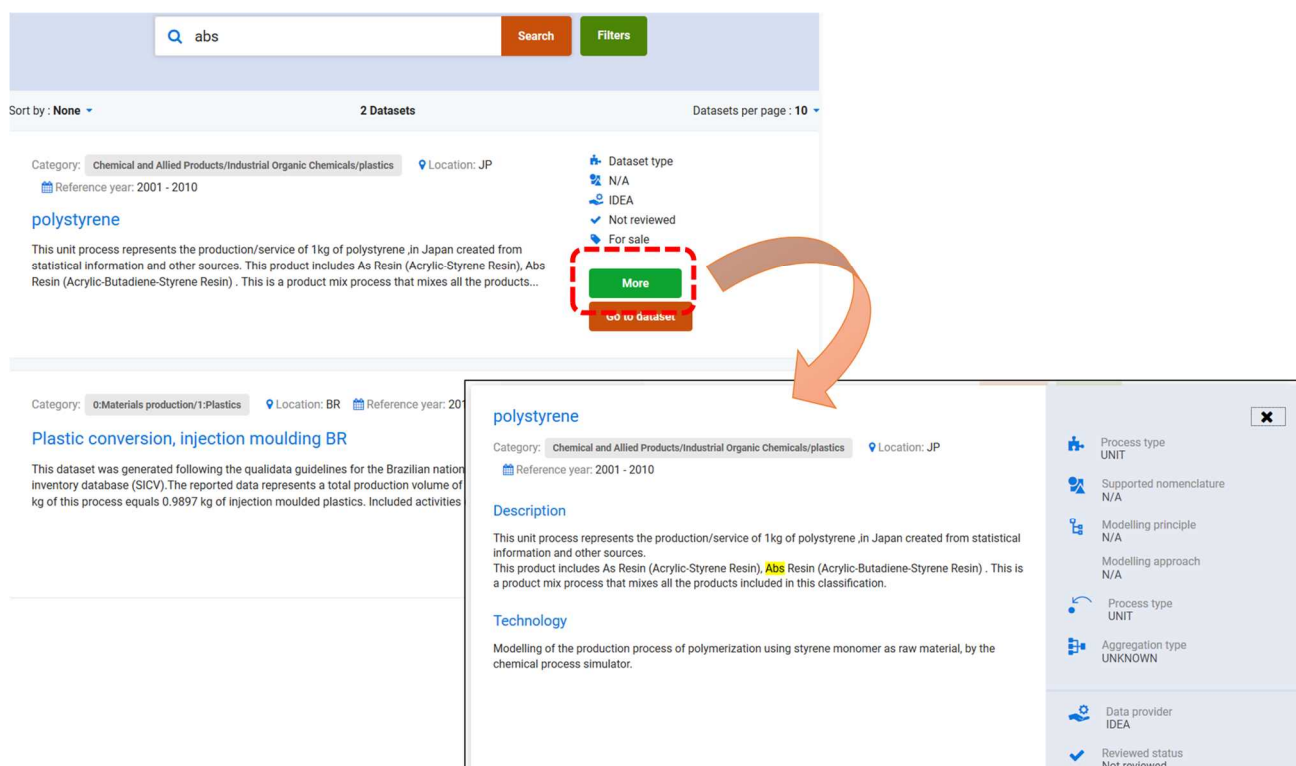 abs
Search
Filters
Sort by : None
2 Datasets
Datasets per page : 10
Category: Chemical and Allied Products/Industrial Organic Chemicals/plastics Location: JP
Reference year: 2001 - 2010
polystyrene
This unit process represents the production/service of 1kg of polystyrene ,in Japan created from
statistical information and other sources. This product includes As Resin (Acrylic-Styrene Resin), Abs
Resin (Acrylic-Butadiene-Styrene Resin) . This is a product mix process that mixes all the products...
Dataset type
N/A
IDEA
Not reviewed
For sale
More
Go to dataset
Category: 0:Materials production/1:Plastics Location: BR Reference year: 201
Plastic conversion, injection moulding BR
This dataset was generated following the qualidata guidelines for the Brazilian nation
inventory database (SICV).The reported data represents a total production volume of
kg of this process equals 0.9897 kg of injection moulded plastics. Included activities
polystyrene
Category: Chemical and Allied Products/Industrial Organic Chemicals/plastics Location: JP
Reference year: 2001 - 2010
Description
This unit process represents the production/service of 1kg of polystyrene ,in Japan created from statistical
information and other sources.
This product includes As Resin (Acrylic-Styrene Resin), Abs Resin (Acrylic-Butadiene-Styrene Resin) . This is
a product mix process that mixes all the products included in this classification.
Technology
Modelling of the production process of polymerization using styrene monomer as raw material, by the
chemical process simulator.
Process type
UNIT
Supported nomenclature
N/A
Modelling principle
N/A
Modelling approach
N/A
Process type
UNIT
Aggregation type
UNKNOWN
Data provider
IDEA
Reviewed status
Not reviewed